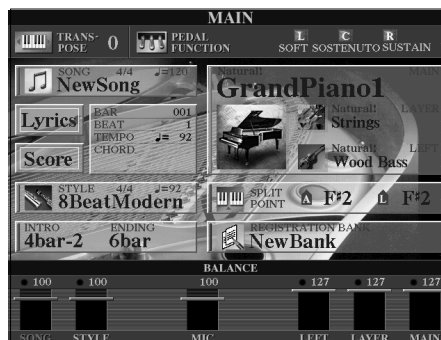 MAIN
TRANS-
POSE 0
PEDAL
FUNCTION
L C R
SOFT SOSTENUTO SUSTAIN
SONG 4/4 ♩=120
NewSong
Natural! MAIN
GrandPiano1
Lyrics
BAR 001
BEAT 1
TEMPO ♩= 92
CHORD
Natural! LAYER
Strings
Score
Natural! LEFT
Wood Bass
STYLE 4/4 ♩=92
8BeatModern
SPLIT
POINT A F♯2 L F♯2
INTRO ENDING
4bar-2 6bar
REGISTRATION BANK
NewBank
BALANCE
100 100 100 127 127 127
SONG STYLE MIC LEFT LAYER MAIN